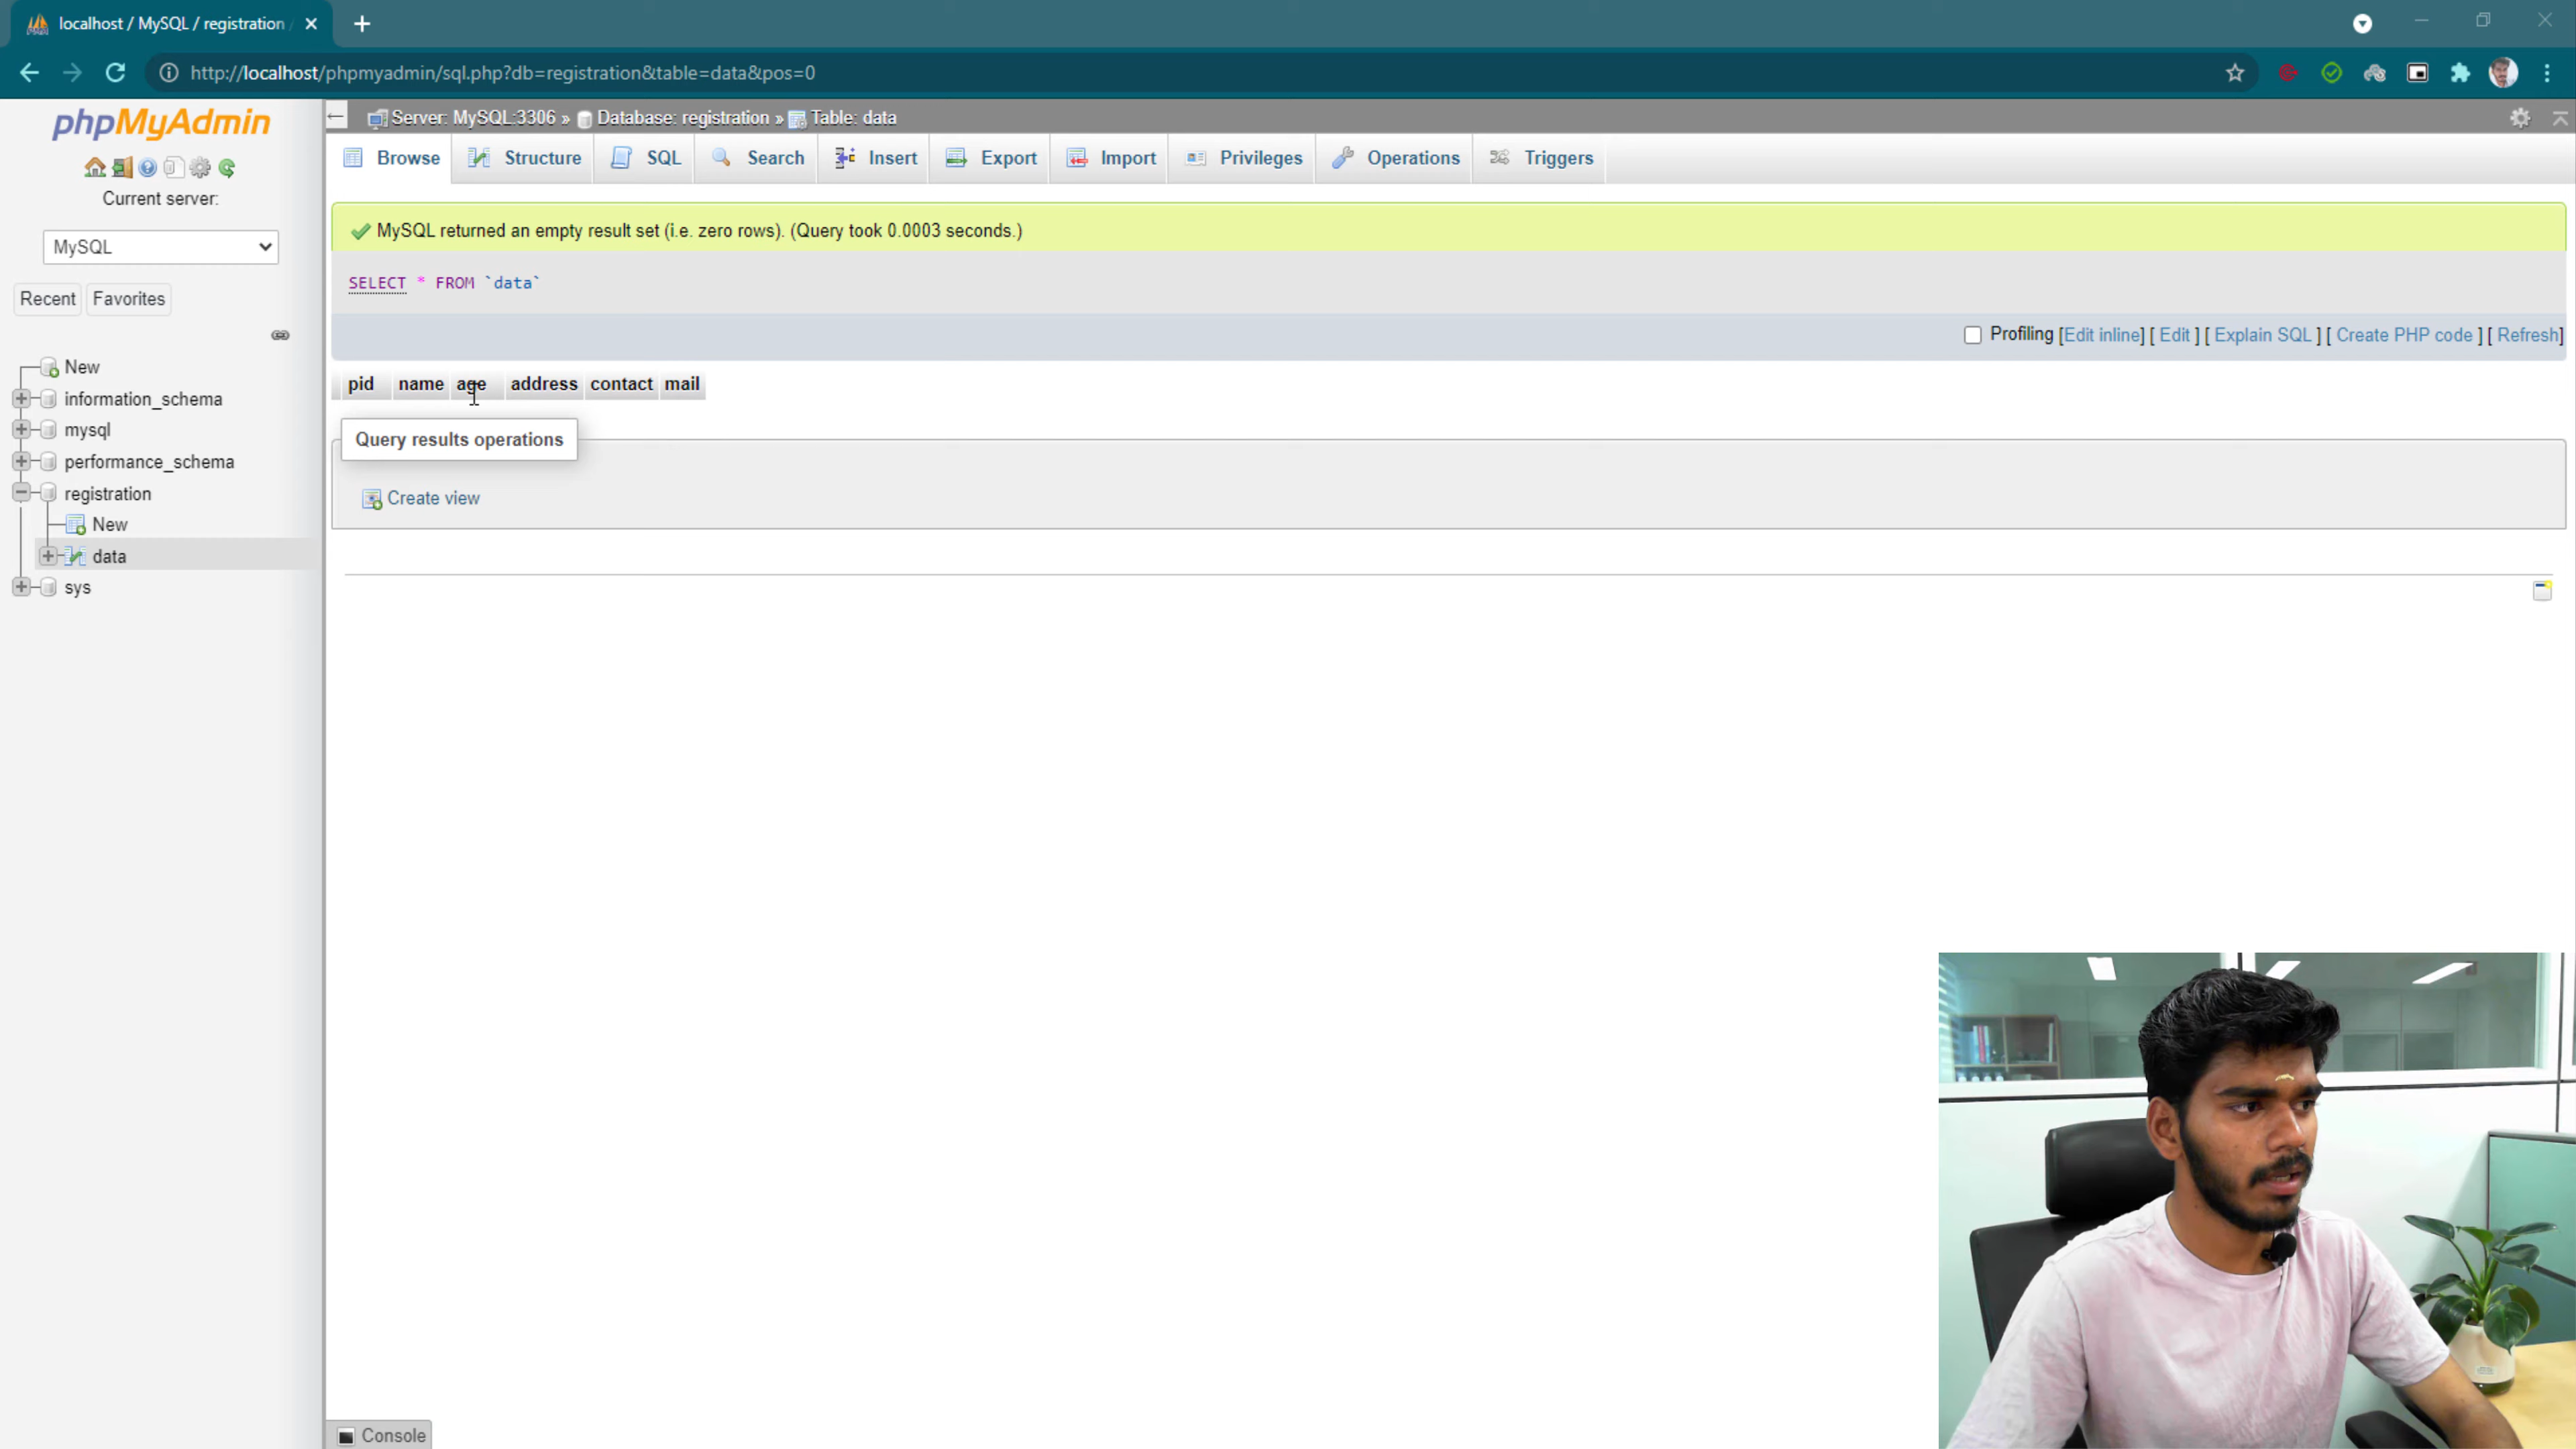 localhost / MySQL / registration
http://localhost/phpmyadmin/sql.php?db=registration&table=data&pos=0
phpMyAdmin
Current server:
MySQL
Recent Favorites
New
information_schema
mysql
performance_schema
registration
New
data
sys
Server: MySQL:3306 » Database: registration » Table: data
Browse Structure SQL Search Insert Export Import Privileges Operations Triggers
MySQL returned an empty result set (i.e. zero rows). (Query took 0.0003 seconds.)
SELECT * FROM `data`
Profiling [Edit inline] [ Edit ] [ Explain SQL ] [ Create PHP code ] [ Refresh]
pid name age address contact mail
Query results operations
Create view
Console